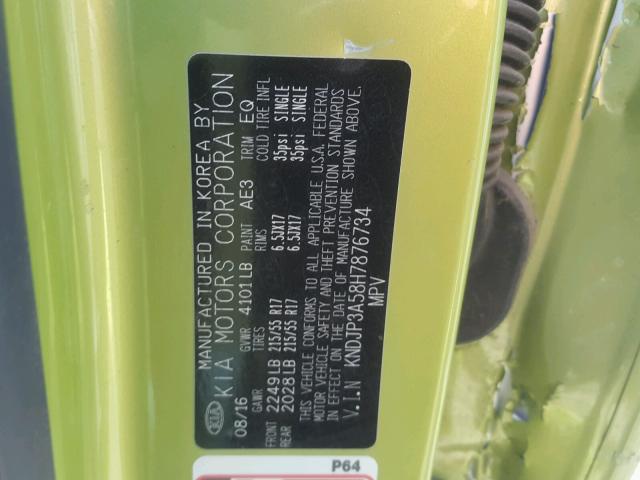 MANUFACTURED IN KOREA BY
KIA KIA MOTORS CORPORATION
08/16 GVWR 4101LB PAINT AE3 TRIM EQ
GAWR TIRES RIMS COLD TIRE INFL
FRONT 2249LB 215/55 R17 6.5JX17 35psi SINGLE
REAR 2028LB 215/55 R17 6.5JX17 35psi SINGLE
THIS VEHICLE CONFORMS TO ALL APPLICABLE U.S.A. FEDERAL
MOTOR VEHICLE SAFETY AND THEFT PREVENTION STANDARDS
IN EFFECT ON THE DATE OF MANUFACTURE SHOWN ABOVE.
V.I.N KNDJP3A58H7876734
MPV
P64